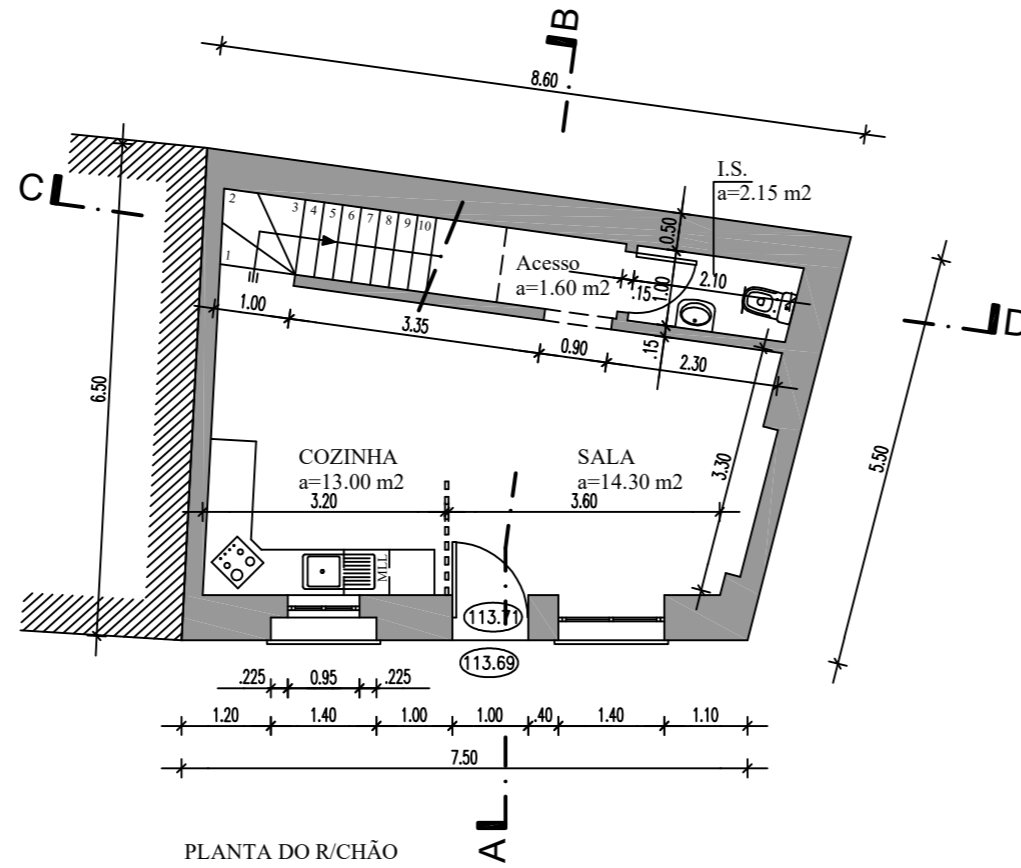 B
8.60
C
I.S.
a=2.15 m2
2
3
4
5
6
7
8
9
10
1
0.50
Acesso
a=1.60 m2
2.10
.15
1.00
D
1.00
3.35
0.90
.15
2.30
6.50
5.50
3.30
COZINHA
a=13.00 m2
SALA
a=14.30 m2
3.20
3.60
MLL
113.71
113.69
.225
0.95
.225
1.20
1.40
1.00
1.00
.40
1.40
1.10
7.50
A
PLANTA DO R/CHÃO